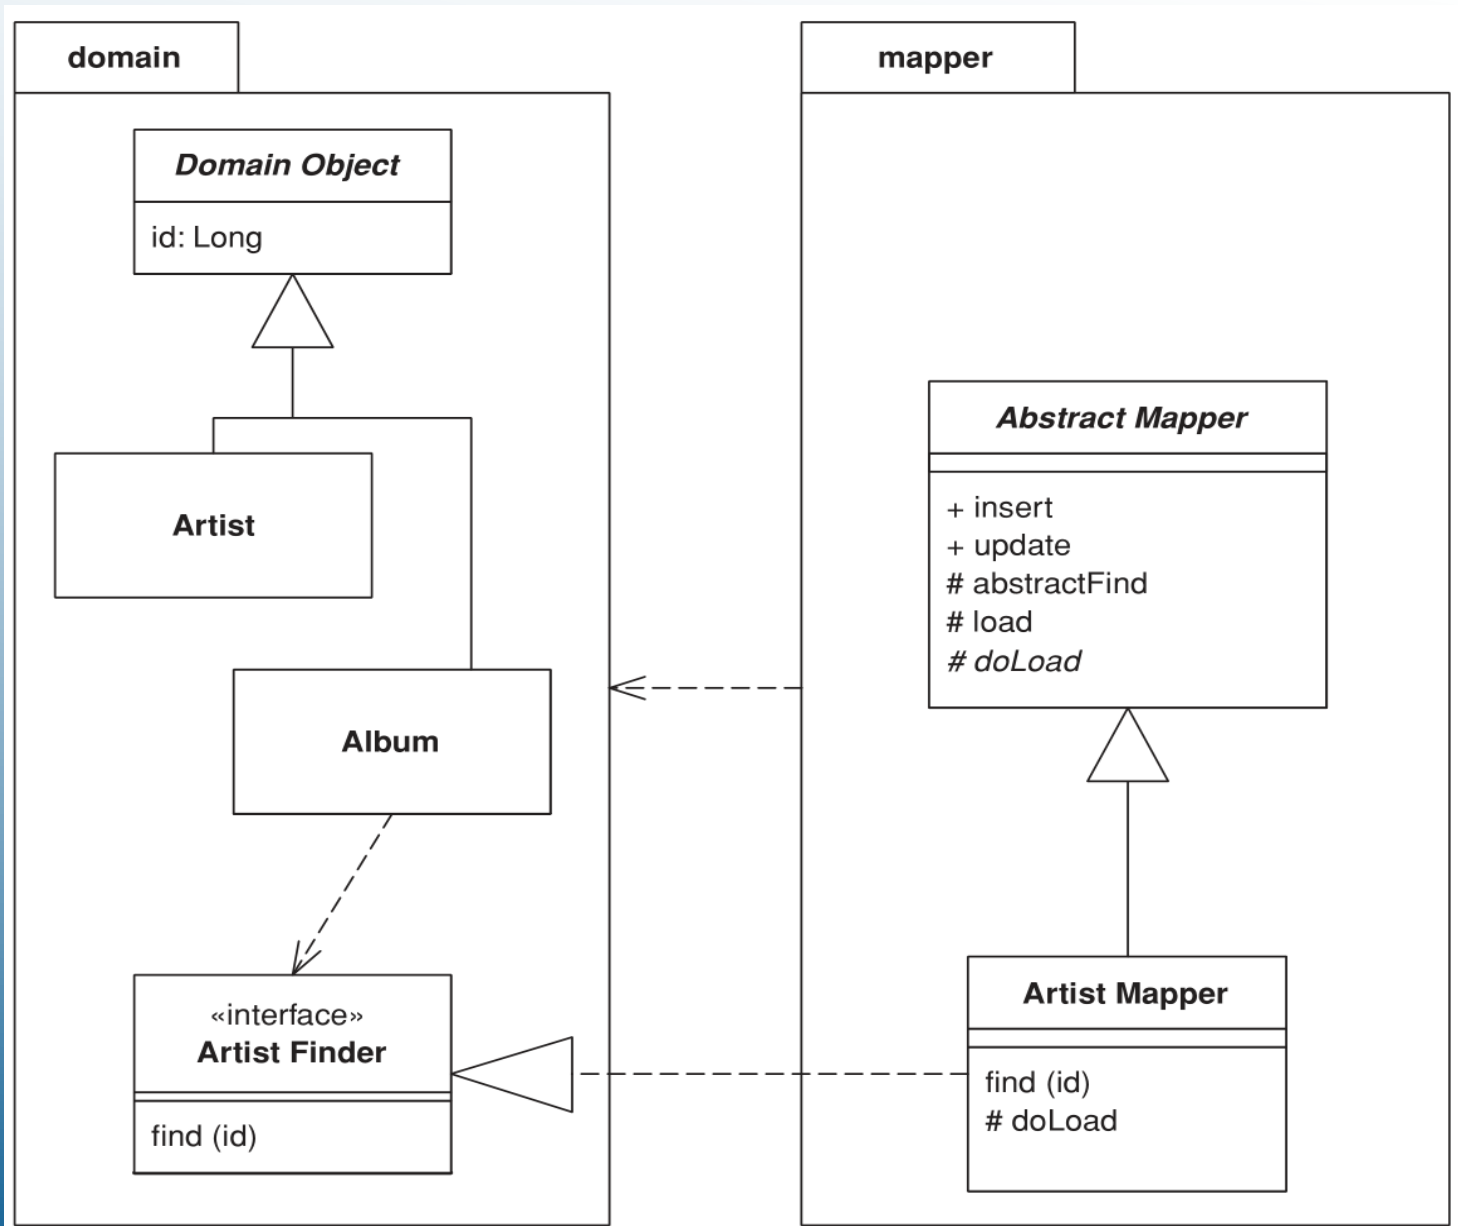 domain
Domain Object
id: Long
Artist
Album
«interface»
Artist Finder
find (id)
mapper
Abstract Mapper
+ insert
+ update
# abstractFind
# load
# doLoad
Artist Mapper
find (id)
# doLoad